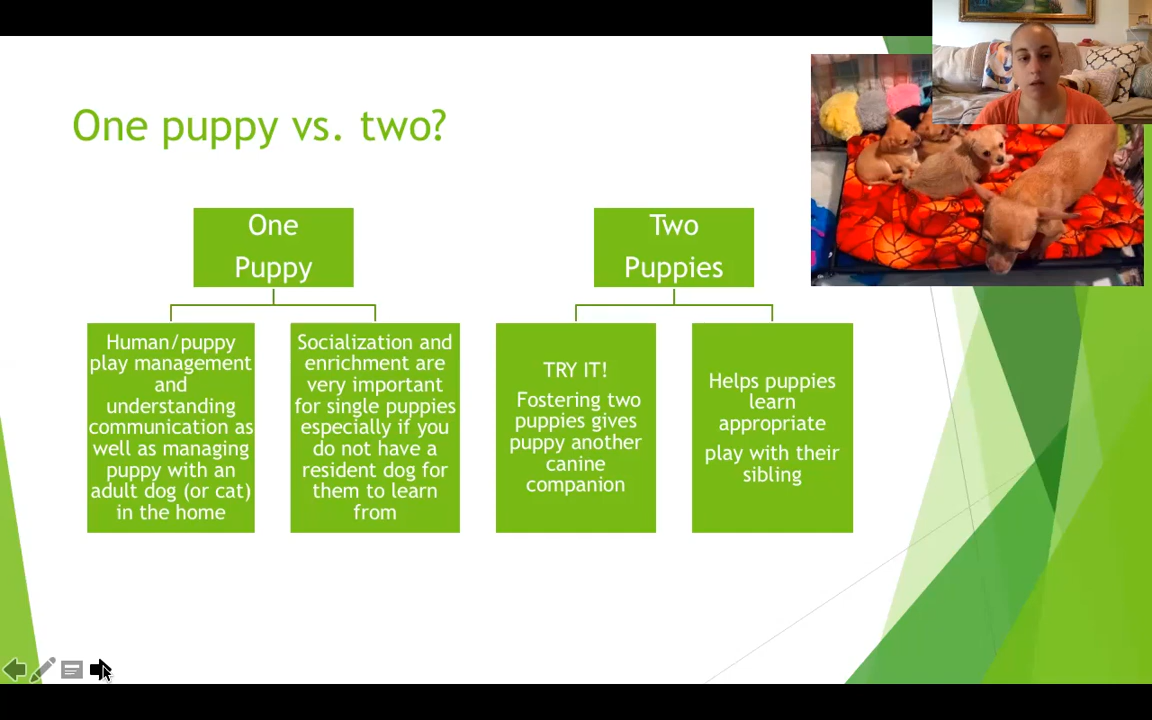 One puppy vs. two?
One
Puppy
Two
Puppies
Human/puppy
play management
and
understanding
communication as
well as managing
puppy with an
adult dog (or cat)
in the home
Socialization and
enrichment are
very important
for single puppies
especially if you
do not have a
resident dog for
them to learn
from
TRY IT!
Fostering two
puppies gives
puppy another
canine
companion
Helps puppies
learn
appropriate
play with their
sibling